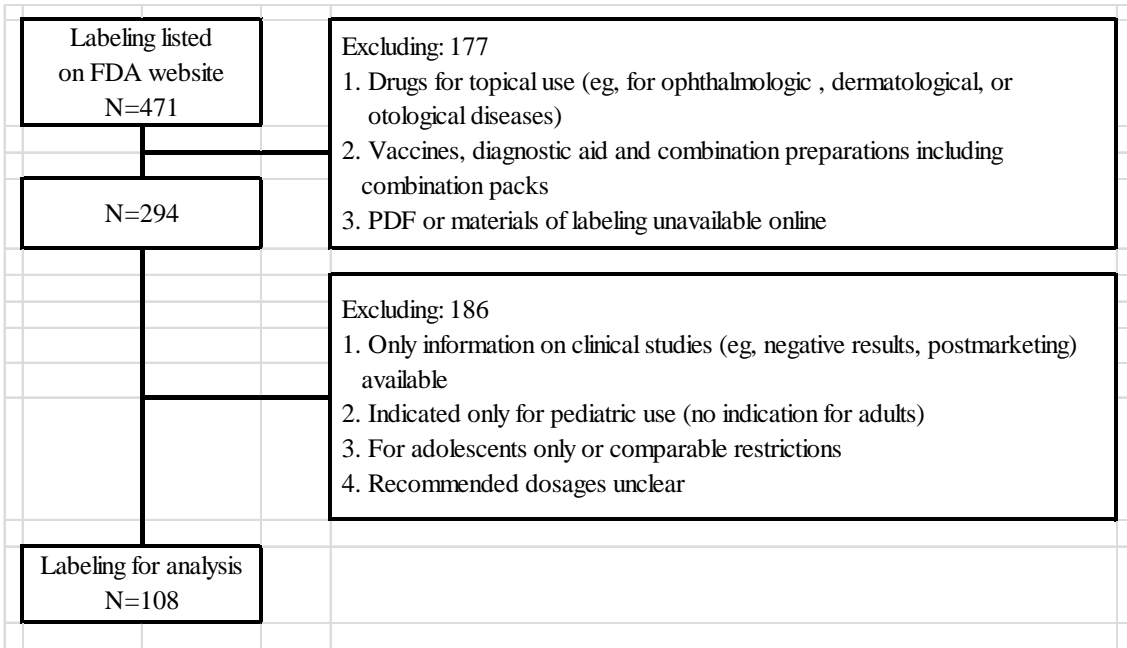 Labeling listed
on FDA website
N=471
Excluding: 177
1. Drugs for topical use (eg, for ophthalmologic , dermatological, or
otological diseases)
2. Vaccines, diagnostic aid and combination preparations including
combination packs
3. PDF or materials of labeling unavailable online
N=294
Excluding: 186
1. Only information on clinical studies (eg, negative results, postmarketing)
available
2. Indicated only for pediatric use (no indication for adults)
3. For adolescents only or comparable restrictions
4. Recommended dosages unclear
Labeling for analysis
N=108